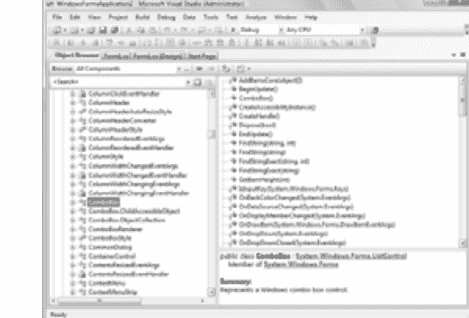 WindowsFormsApplication1 - Microsoft Visual Studio (Administrator)
File Edit View Project Build Debug Data Tools Test Analyze Window Help
Debug Any CPU
Object Browser Form1.cs Form1.cs [Design] Start Page
Browse: All Components
<Search>
ColumnClickEventHandler
ColumnHeader
ColumnHeaderAutoResizeStyle
ColumnHeaderConverter
ColumnHeaderStyle
ColumnReorderedEventArgs
ColumnReorderedEventHandler
ColumnStyle
ColumnWidthChangedEventArgs
ColumnWidthChangedEventHandler
ColumnWidthChangingEventArgs
ColumnWidthChangingEventHandler
ComboBox
ComboBox.ChildAccessibleObject
ComboBox.ObjectCollection
ComboBoxRenderer
ComboBoxStyle
CommonDialog
ContainerControl
ContentsResizedEventArgs
ContentsResizedEventHandler
ContextMenu
ContextMenuStrip
AddItemsCore(object[])
BeginUpdate()
ComboBox()
CreateAccessibilityInstance()
CreateHandle()
Dispose(bool)
EndUpdate()
FindString(string, int)
FindString(string)
FindStringExact(string, int)
FindStringExact(string)
GetItemHeight(int)
IsInputKey(System.Windows.Forms.Keys)
OnBackColorChanged(System.EventArgs)
OnDataSourceChanged(System.EventArgs)
OnDisplayMemberChanged(System.EventArgs)
OnDrawItem(System.Windows.Forms.DrawItemEventArgs)
OnDropDown(System.EventArgs)
OnDropDownClosed(System.EventArgs)
public class ComboBox : System.Windows.Forms.ListControl
Member of System.Windows.Forms
Summary:
Represents a Windows combo box control.
Ready